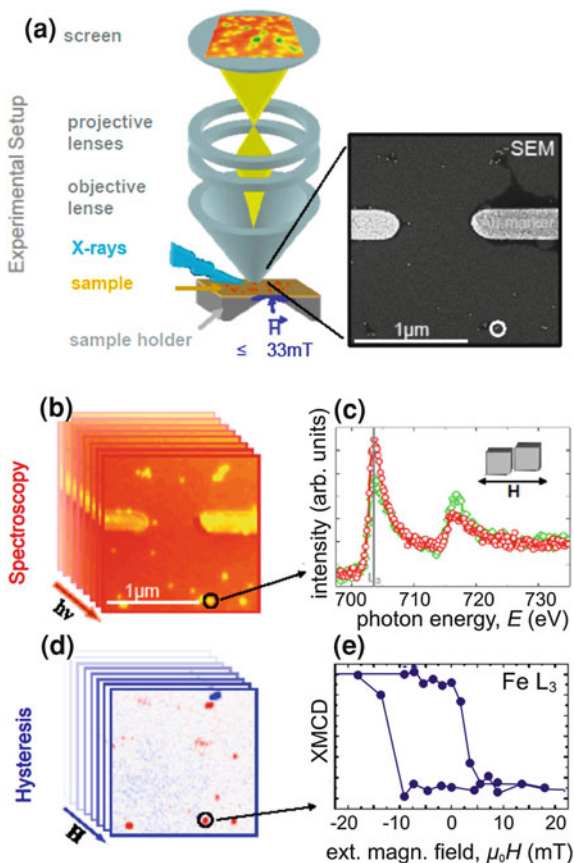 (a)
Experimental Setup
screen
projective
lenses
objective
lense
X-rays
sample
sample holder
H
≤ 33mT
SEM
Au marker
1µm
(b)
Spectroscopy
hν
1µm
(c)
intensity (arb. units)
H
L3
700 710 720 730
photon energy, E (eV)
(d)
Hysteresis
H
(e)
XMCD
Fe L3
-20 -10 0 10 20
ext. magn. field, µ0H (mT)